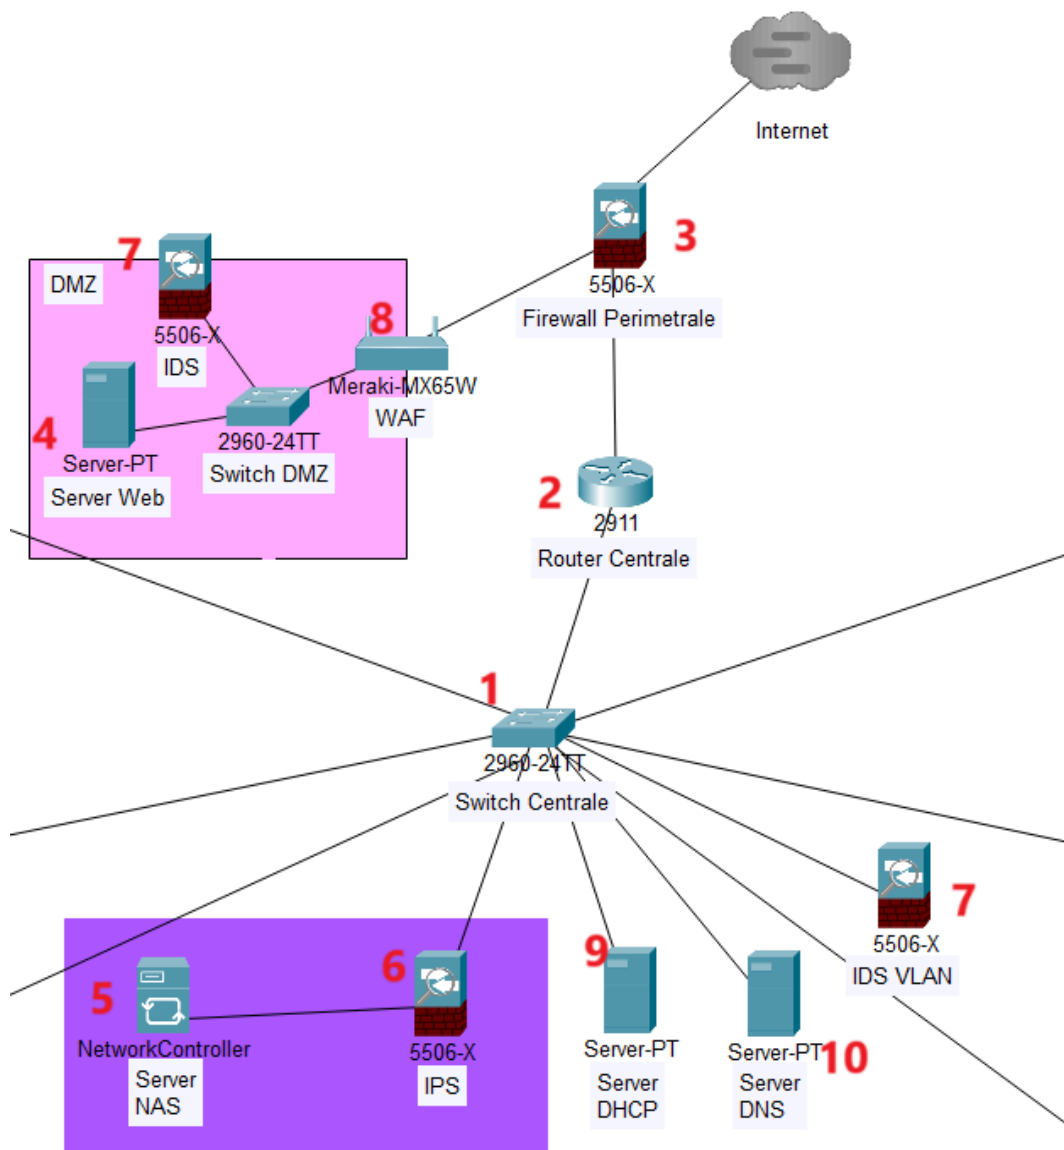 Internet
3
5506-X
Firewall Perimetrale
7
DMZ
5506-X
IDS
8
Meraki-MX65W
WAF
4
Server-PT
Server Web
2960-24TT
Switch DMZ
2
2911
Router Centrale
1
2960-24TT
Switch Centrale
7
5506-X
IDS VLAN
5
NetworkController
Server
NAS
6
5506-X
IPS
9
Server-PT
Server
DHCP
Server-PT
10
Server
DNS